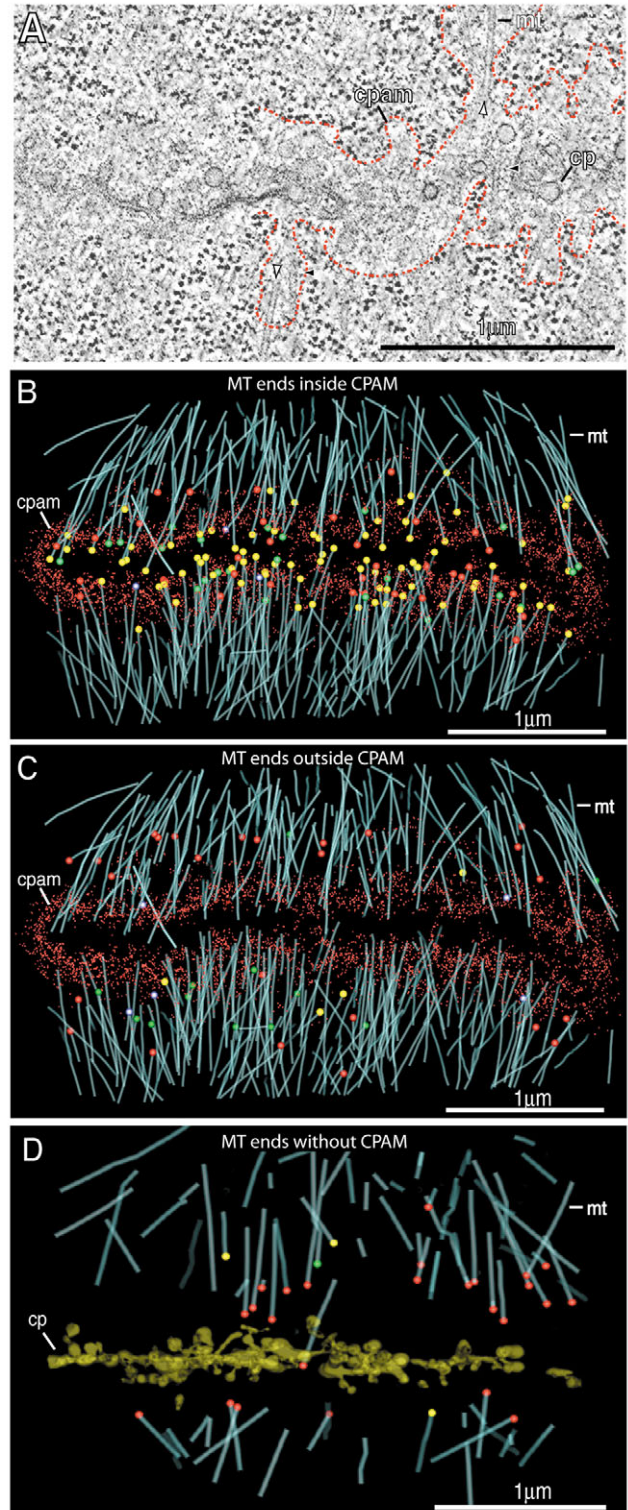 A
mt
cpam
cp
1μm
B
MT ends inside CPAM
mt
cpam
1μm
C
MT ends outside CPAM
mt
cpam
1μm
D
MT ends without CPAM
mt
cp
1μm